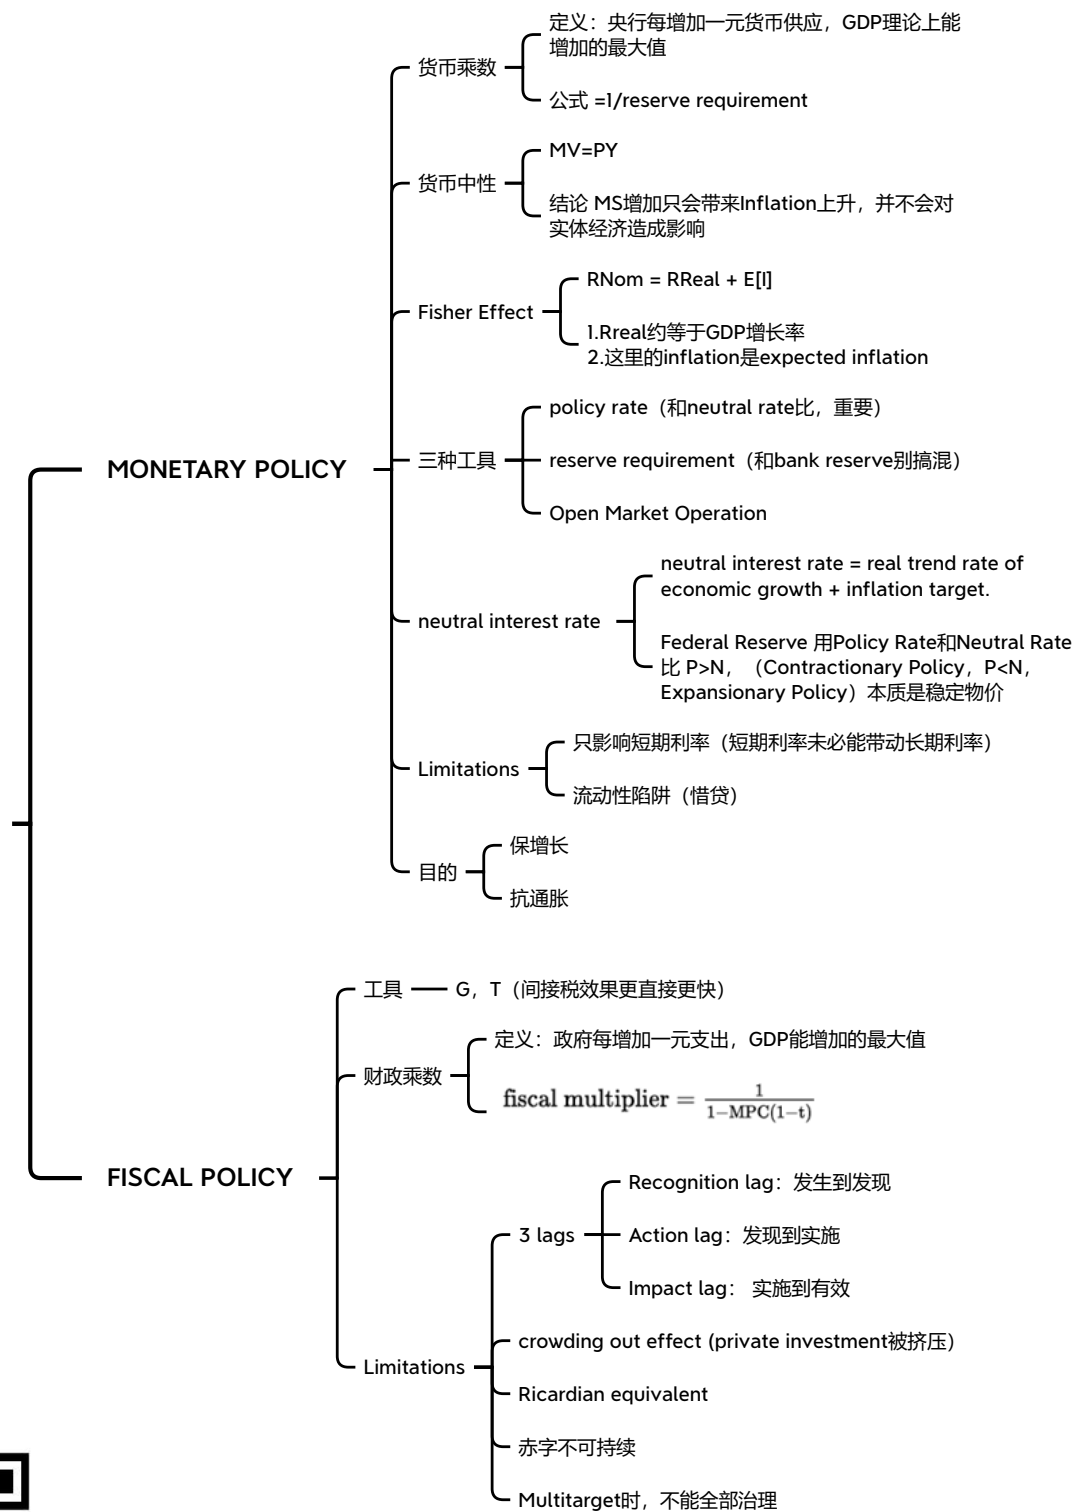 定义：央行每增加一元货币供应，GDP理论上能
增加的最大值
货币乘数
公式 =1/reserve requirement
MV=PY
货币中性
结论 MS增加只会带来Inflation上升，并不会对
实体经济造成影响
RNom = RReal + E[I]
Fisher Effect
1.Rreal约等于GDP增长率
2.这里的inflation是expected inflation
policy rate（和neutral rate比，重要）
MONETARY POLICY
三种工具
reserve requirement（和bank reserve别搞混）
Open Market Operation
neutral interest rate = real trend rate of
economic growth + inflation target.
neutral interest rate
Federal Reserve 用Policy Rate和Neutral Rate
比 P>N，（Contractionary Policy，P<N，
Expansionary Policy）本质是稳定物价
只影响短期利率（短期利率未必能带动长期利率）
Limitations
流动性陷阱（惜贷）
保增长
目的
抗通胀
工具
G，T（间接税效果更直接更快）
定义：政府每增加一元支出，GDP能增加的最大值
财政乘数
fiscal multiplier = 1/(1−MPC(1−t))
FISCAL POLICY
Recognition lag：发生到发现
3 lags
Action lag：发现到实施
Impact lag： 实施到有效
crowding out effect (private investment被挤压）
Limitations
Ricardian equivalent
赤字不可持续
Multitarget时，不能全部治理